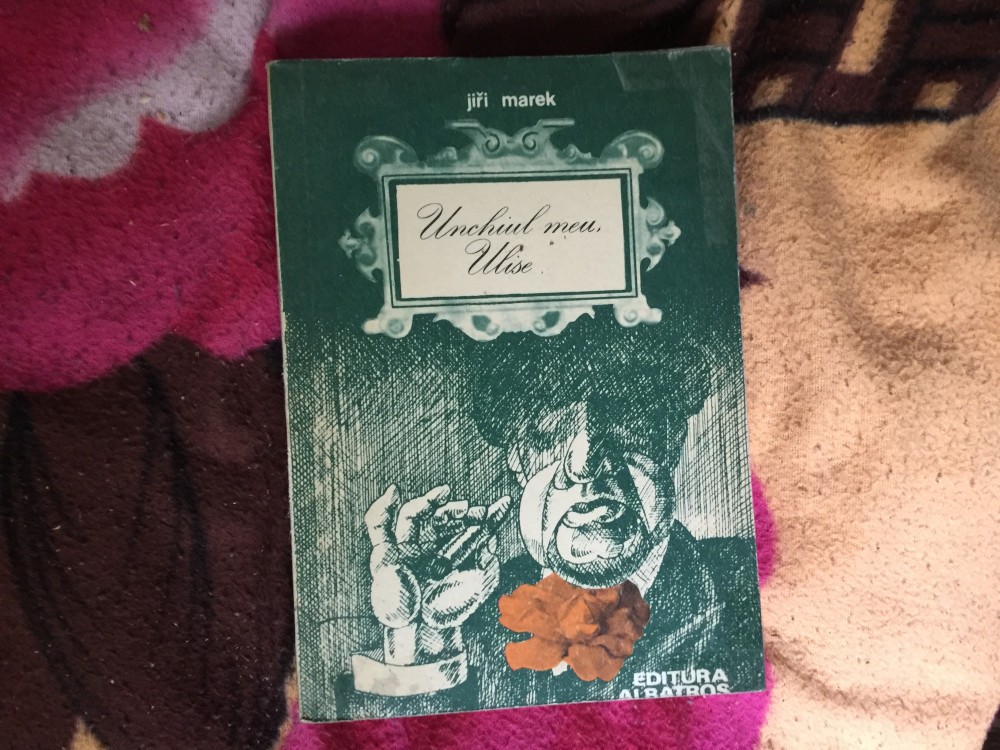 jiři marek
Unchiul meu,
Ulise
EDITURA
ALBATROS